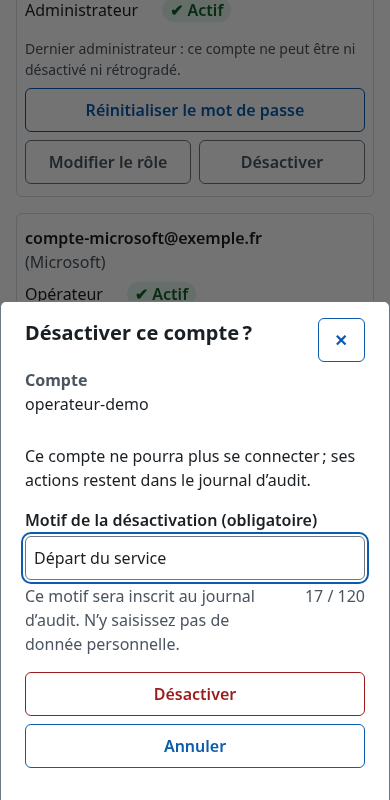 Administrateur ✔ Actif
Dernier administrateur : ce compte ne peut être ni
désactivé ni rétrogradé.
Réinitialiser le mot de passe
Modifier le rôle Désactiver
compte-microsoft@exemple.fr
(Microsoft)
Opérateur ✔ Actif
Désactiver ce compte ? ×
Compte
operateur-demo
Ce compte ne pourra plus se connecter ; ses
actions restent dans le journal d’audit.
Motif de la désactivation (obligatoire)
Départ du service
Ce motif sera inscrit au journal 17 / 120
d’audit. N’y saisissez pas de
donnée personnelle.
Désactiver
Annuler